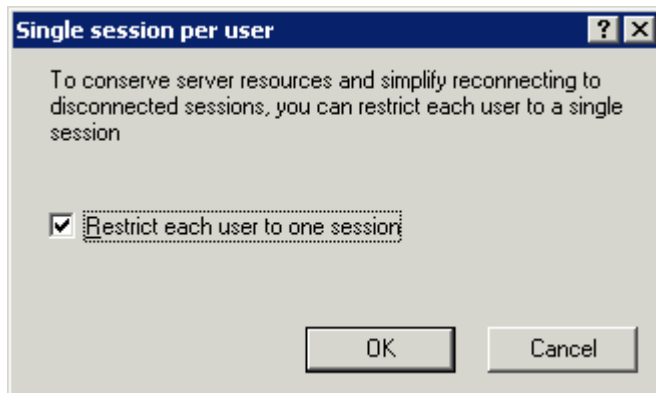 Single session per user
To conserve server resources and simplify reconnecting to
disconnected sessions, you can restrict each user to a single
session
Restrict each user to one session
OK
Cancel